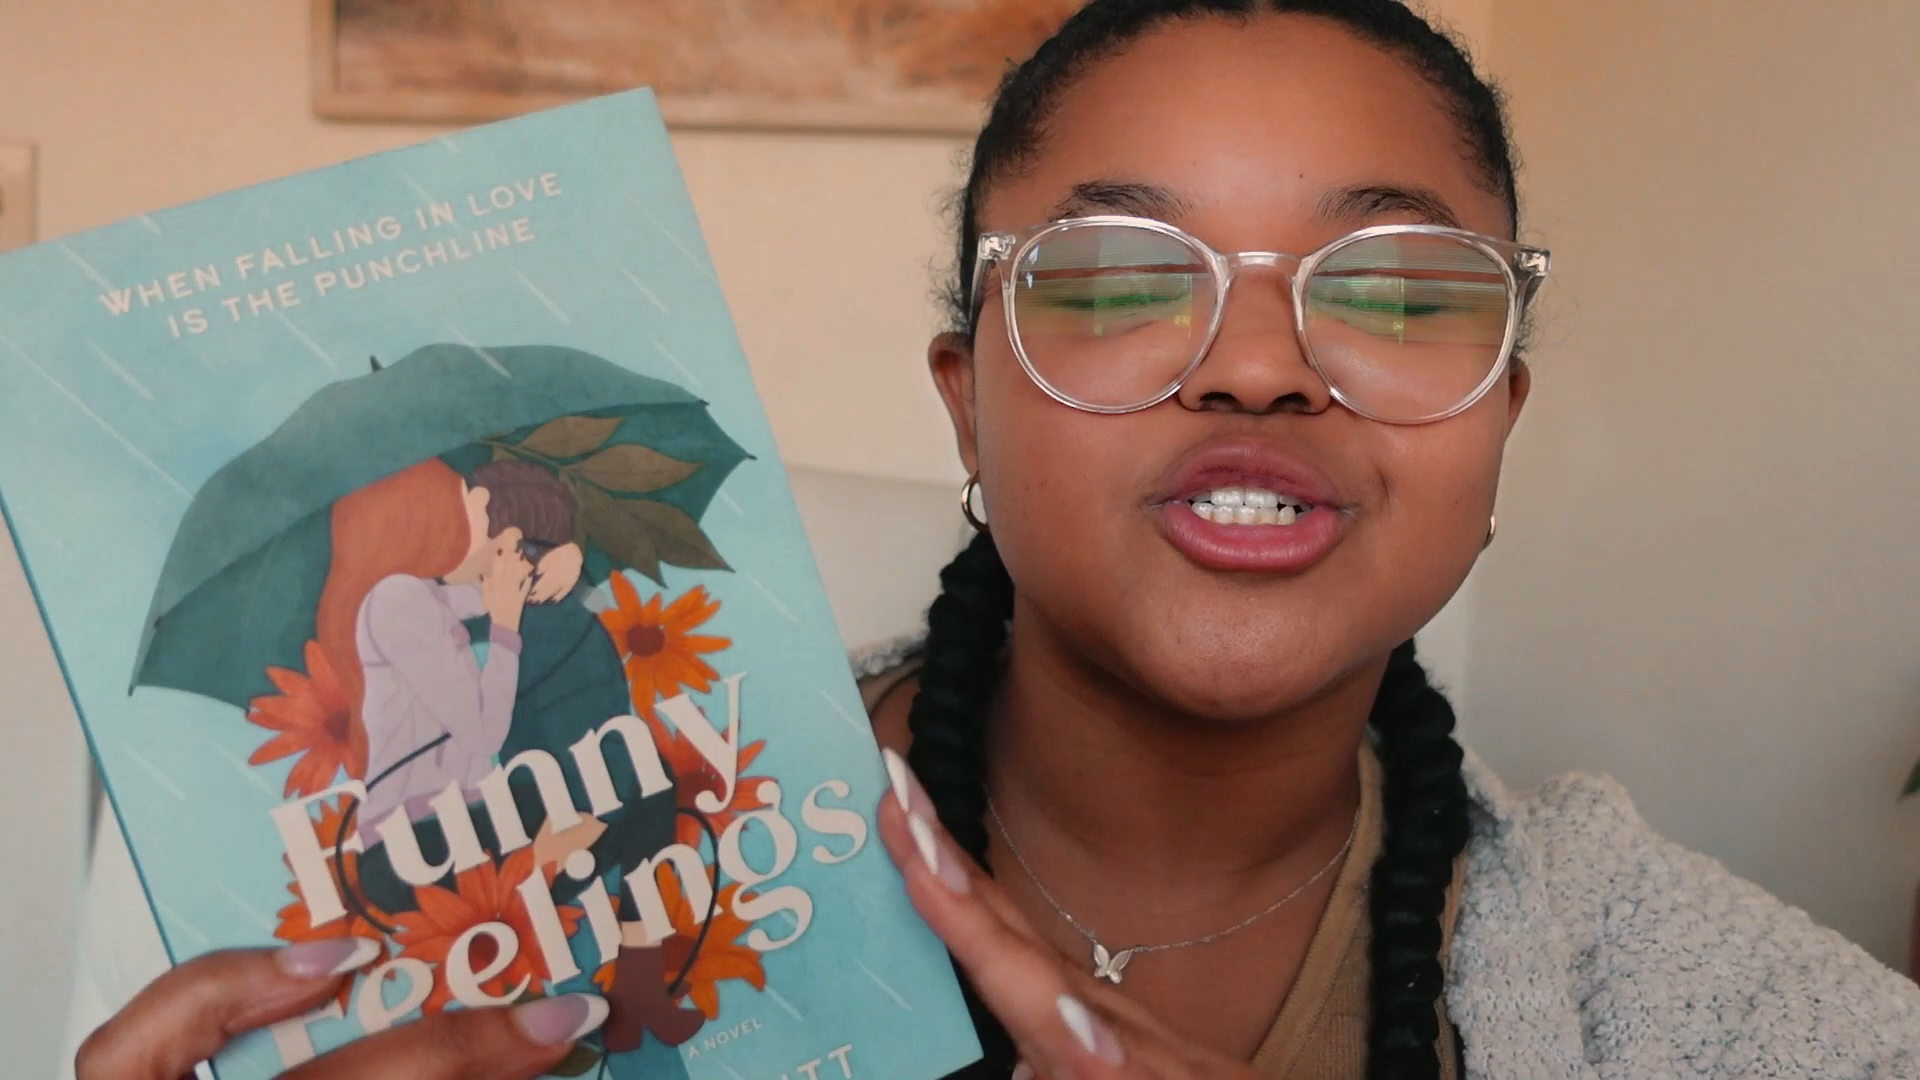 WHEN FALLING IN LOVE
IS THE PUNCHLINE
Funny
Feelings
A NOVEL